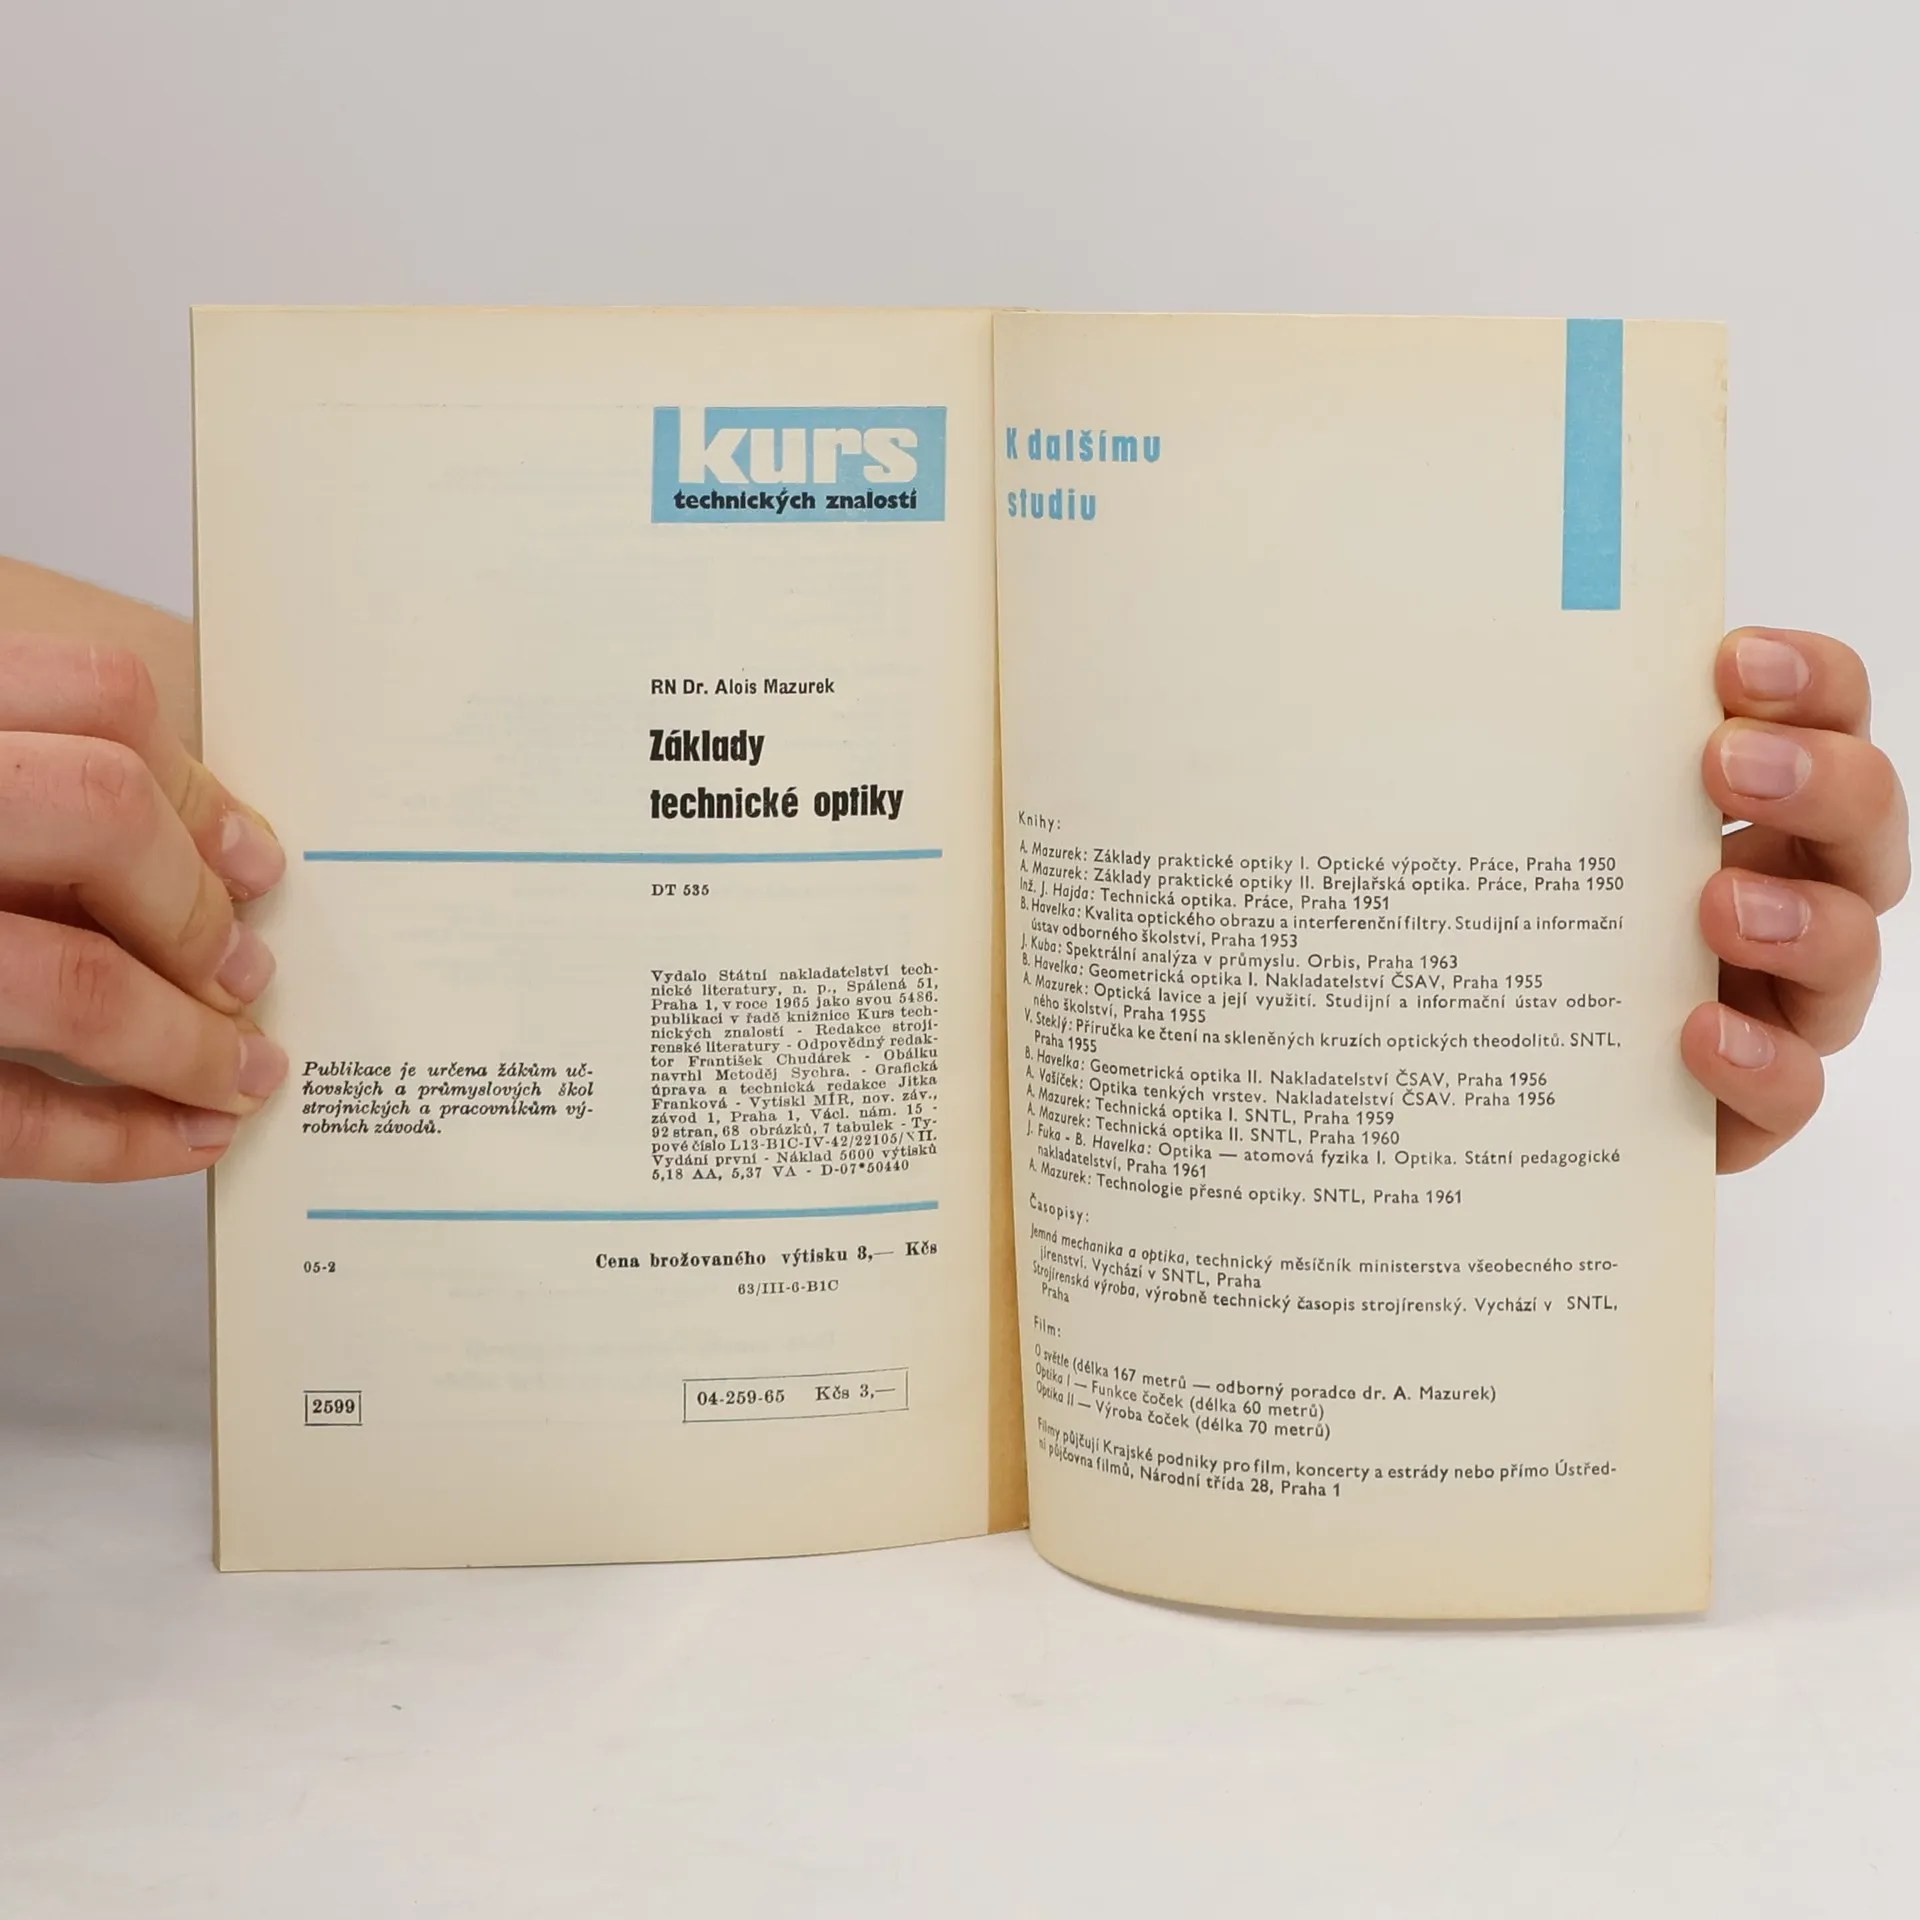 kurs
technických znalostí
RN Dr. Alois Mazurek
Základy
technické optiky
DT 535
Publikace je určena žákům uč-
ňovských a průmyslových škol
strojnických a pracovníkům vý-
robních závodů.
Vydalo Státní nakladatelství tech-
nické literatury, n. p., Spálená 51,
Praha 1, v roce 1965 jako svou 5486.
publikaci v řadě knižnice Kurs tech-
nických znalostí - Redakce strojí-
renské literatury - Odpovědný redak-
tor František Chudárek - Obálku
navrhl Metoděj Sychra. - Grafická
úprava a technická redakce Jitka
Franková - Vytiskl MÍR, nov. záv.,
závod 1, Praha 1, Václ. nám. 15 -
92 stran, 68 obrázků, 7 tabulek - Ty-
pové číslo L13-B1C-IV-42/22105/XII.
Vydání první - Náklad 5600 výtisků
5,18 AA, 5,37 VA - D-07*50440
05-2
Cena brožovaného výtisku 3,— Kčs
63/III-6-B1C
2599
04-259-65 Kčs 3,—
K dalšímu
studiu
Knihy:
A. Mazurek: Základy praktické optiky I. Optické výpočty. Práce, Praha 1950
A. Mazurek: Základy praktické optiky II. Brejlařská optika. Práce, Praha 1950
Inž. J. Hajda: Technická optika. Práce, Praha 1951
B. Havelka: Kvalita optického obrazu a interferenční filtry. Studijní a informační
ústav odborného školství, Praha 1953
J. Kuba: Spektrální analýza v průmyslu. Orbis, Praha 1963
B. Havelka: Geometrická optika I. Nakladatelství ČSAV, Praha 1955
A. Mazurek: Optická lavice a její využití. Studijní a informační ústav odbor-
ného školství, Praha 1955
V. Steklý: Příručka ke čtení na skleněných kruzích optických theodolitů. SNTL,
Praha 1955
B. Havelka: Geometrická optika II. Nakladatelství ČSAV, Praha 1956
A. Vašíček: Optika tenkých vrstev. Nakladatelství ČSAV. Praha 1956
A. Mazurek: Technická optika I. SNTL, Praha 1959
A. Mazurek: Technická optika II. SNTL, Praha 1960
J. Fuka - B. Havelka: Optika — atomová fyzika I. Optika. Státní pedagogické
nakladatelství, Praha 1961
A. Mazurek: Technologie přesné optiky. SNTL, Praha 1961
Časopisy:
Jemná mechanika a optika, technický měsíčník ministerstva všeobecného stro-
jírenství. Vychází v SNTL, Praha
Strojírenská výroba, výrobně technický časopis strojírenský. Vychází v SNTL,
Praha
Film:
O světle (délka 167 metrů — odborný poradce dr. A. Mazurek)
Optika I — Funkce čoček (délka 60 metrů)
Optika II — Výroba čoček (délka 70 metrů)
Filmy půjčují Krajské podniky pro film, koncerty a estrády nebo přímo Ústřed-
ní půjčovna filmů, Národní třída 28, Praha 1